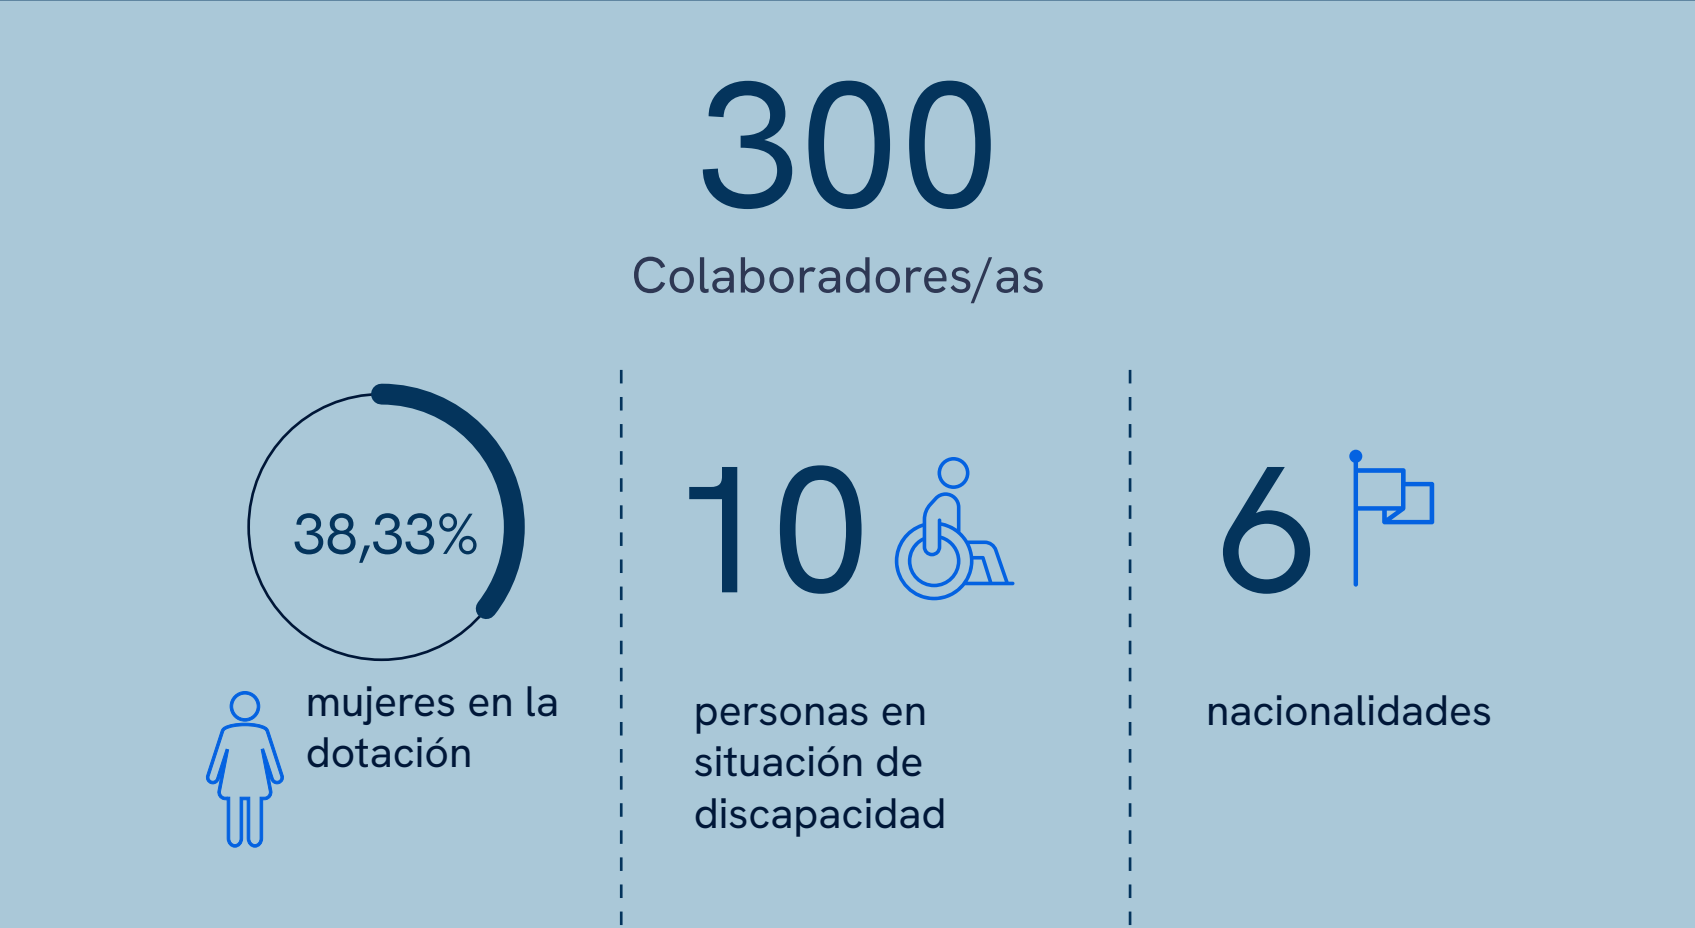 300
Colaboradores/as
38,33%
mujeres en la
dotación
10
personas en
situación de
discapacidad
6
nacionalidades